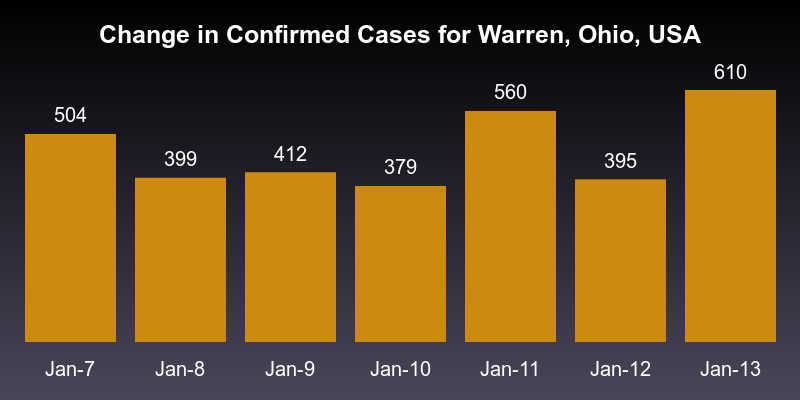 Change in Confirmed Cases for Warren, Ohio, USA
504 399 412 379 560 395 610
Jan-7 Jan-8 Jan-9 Jan-10 Jan-11 Jan-12 Jan-13